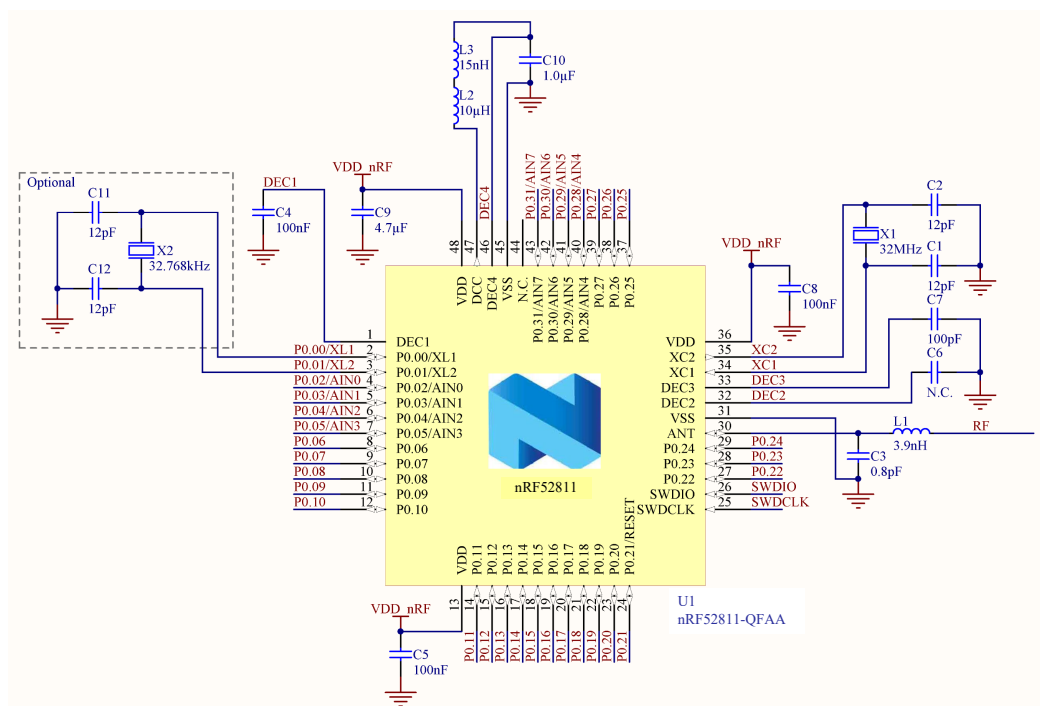 L3
15nH
C10
1.0µF
L2
10µH
DEC4
P0.31/AIN7
P0.30/AIN6
P0.29/AIN5
P0.28/AIN4
P0.27
P0.26
P0.25
Optional
C11
12pF
X2
32.768kHz
C12
12pF
DEC1
C4
100nF
VDD_nRF
C9
4.7µF
48
47
46
45
44
43
42
41
40
39
38
37
VDD
DCC
DEC4
VSS
N.C.
P0.31/AIN7
P0.30/AIN6
P0.29/AIN5
P0.28/AIN4
P0.27
P0.26
P0.25
VDD_nRF
C8
100nF
C2
12pF
X1
32MHz
C1
12pF
C7
100pF
C6
N.C.
1 DEC1
P0.00/XL1 2 P0.00/XL1
P0.01/XL2 3 P0.01/XL2
P0.02/AIN0 4 P0.02/AIN0
P0.03/AIN1 5 P0.03/AIN1
P0.04/AIN2 6 P0.04/AIN2
P0.05/AIN3 7 P0.05/AIN3
P0.06 8 P0.06
P0.07 9 P0.07
P0.08 10 P0.08
P0.09 11 P0.09
P0.10 12 P0.10
nRF52811
VDD 36
XC2 35 XC2
XC1 34 XC1
DEC3 33 DEC3
DEC2 32 DEC2
VSS 31
ANT 30
P0.24 29 P0.24
P0.23 28 P0.23
P0.22 27 P0.22
SWDIO 26 SWDIO
SWDCLK 25 SWDCLK
L1
3.9nH
RF
C3
0.8pF
VDD
P0.11
P0.12
P0.13
P0.14
P0.15
P0.16
P0.17
P0.18
P0.19
P0.20
P0.21/RESET
13
14
15
16
17
18
19
20
21
22
23
24
P0.11
P0.12
P0.13
P0.14
P0.15
P0.16
P0.17
P0.18
P0.19
P0.20
P0.21
VDD_nRF
C5
100nF
U1
nRF52811-QFAA